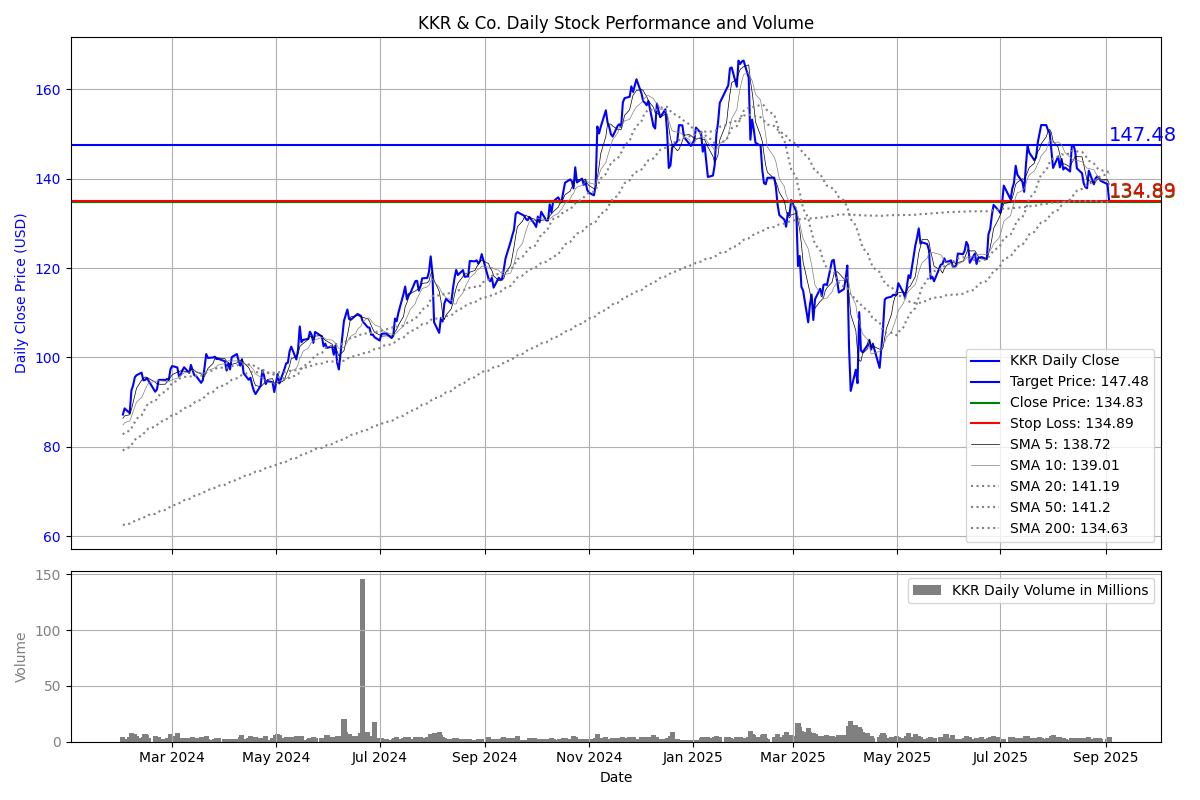 KKR & Co. Daily Stock Performance and Volume
Daily Close Price (USD)
160
140
120
100
80
60
147.48
134.89
KKR Daily Close
Target Price: 147.48
Close Price: 134.83
Stop Loss: 134.89
SMA 5: 138.72
SMA 10: 139.01
SMA 20: 141.19
SMA 50: 141.2
SMA 200: 134.63
Volume
150
100
50
0
KKR Daily Volume in Millions
Mar 2024
May 2024
Jul 2024
Sep 2024
Nov 2024
Jan 2025
Mar 2025
May 2025
Jul 2025
Sep 2025
Date